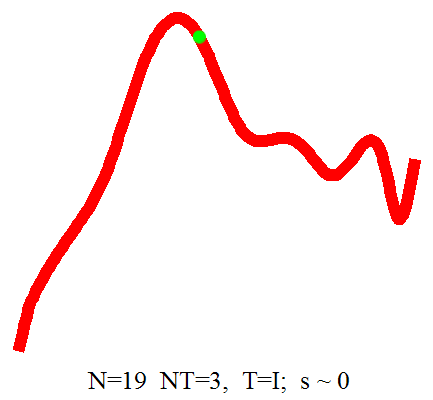 N=19 NT=3, T=I; s ~ 0